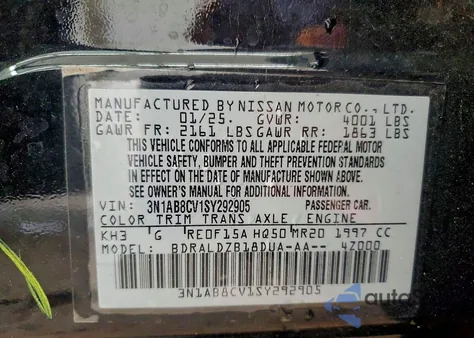 MANUFACTURED BY NISSAN MOTOR CO., LTD.
DATE: 01/25. GVWR: 4001 LBS
GAWR FR: 2161 LBS GAWR RR: 1863 LBS
THIS VEHICLE CONFORMS TO ALL APPLICABLE FEDERAL MOTOR
VEHICLE SAFETY, BUMPER AND THEFT PREVENTION STANDARDS
IN EFFECT ON THE DATE OF MANUFACTURE SHOWN ABOVE.
SEE OWNER'S MANUAL FOR ADDITIONAL INFORMATION.
VIN: 3N1AB8CV1SY292905 PASSENGER CAR.
COLOR TRIM TRANS AXLE ENGINE
KH3 G RE0F15A H050 MR20 1997 CC
MODEL: BDRALDZB18DUA-AA-- 4Z000
3N1AB8CV1SY292905